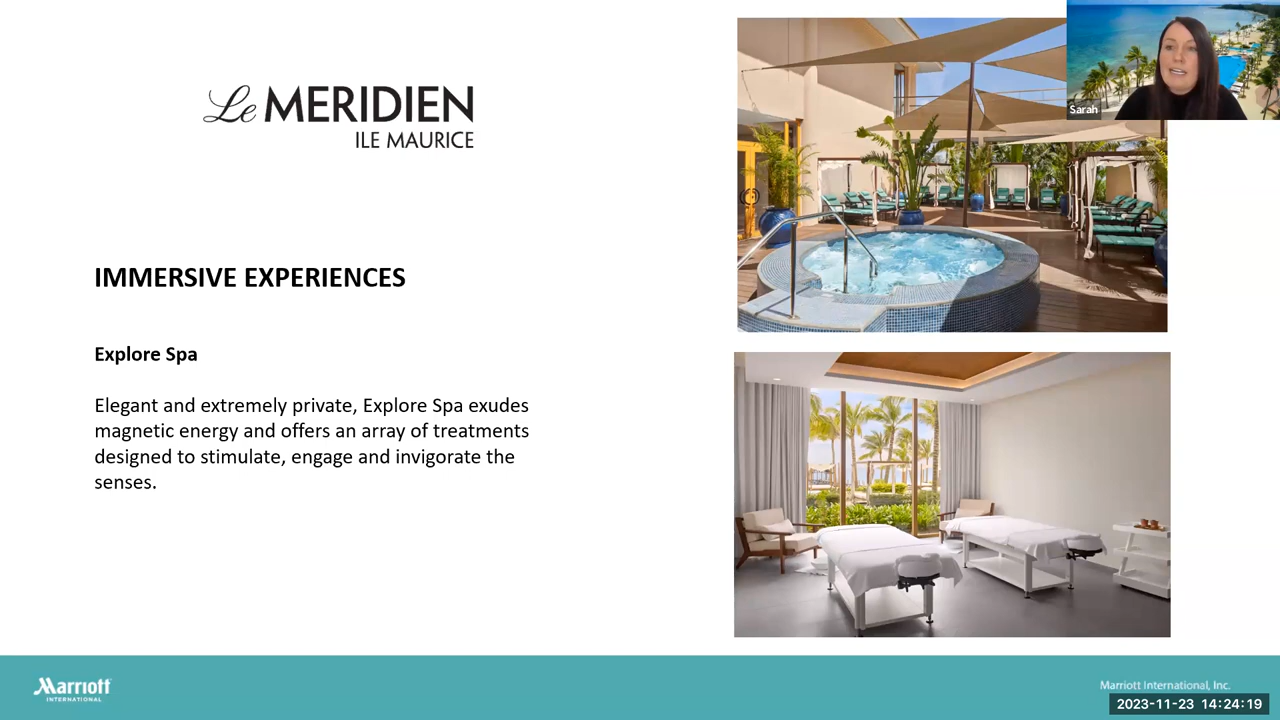 Le MERIDIEN
ILE MAURICE
Sarah
IMMERSIVE EXPERIENCES
Explore Spa
Elegant and extremely private, Explore Spa exudes
magnetic energy and offers an array of treatments
designed to stimulate, engage and invigorate the
senses.
Marriott
INTERNATIONAL
Marriott International, Inc.
2023-11-23 14:24:19